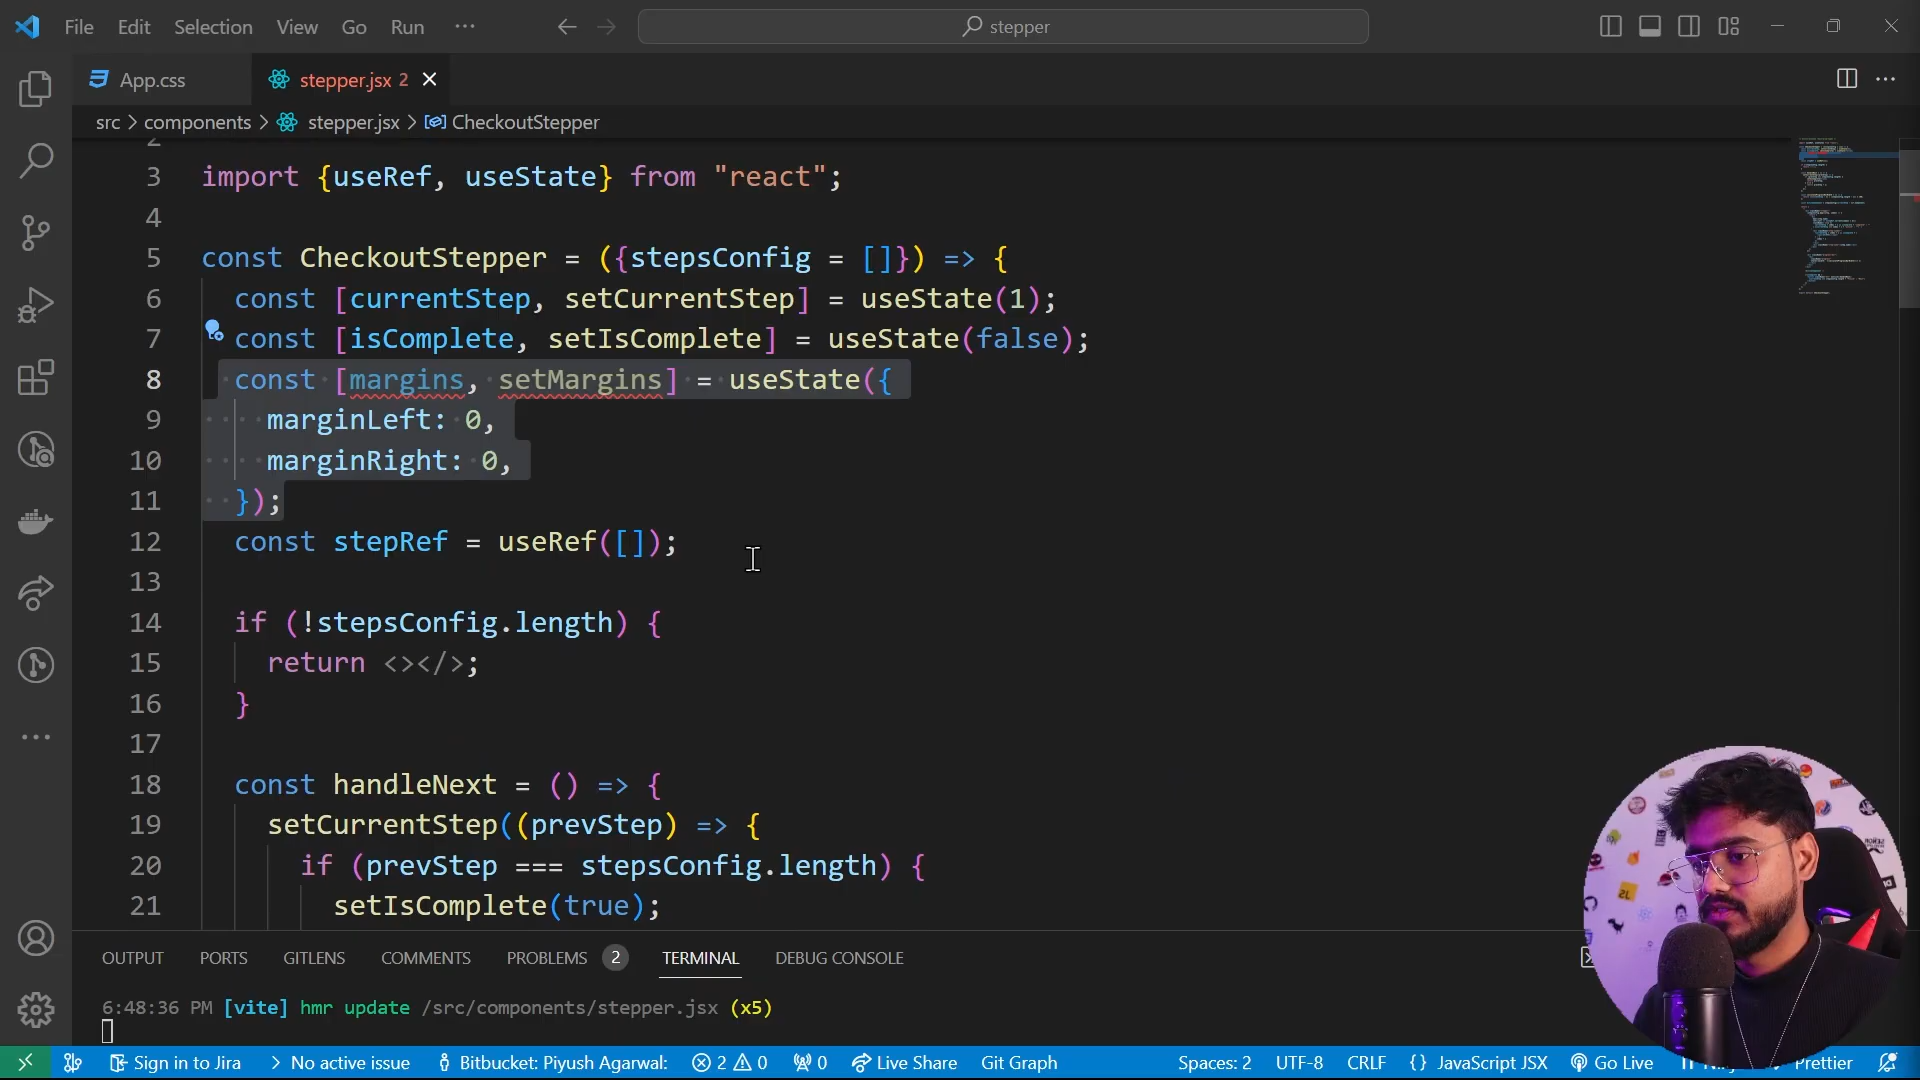 File Edit Selection View Go Run ··· stepper
App.css stepper.jsx 2
src > components > stepper.jsx > CheckoutStepper
2
3 import {useRef, useState} from "react";
4
5 const CheckoutStepper = ({stepsConfig = []}) => {
6 const [currentStep, setCurrentStep] = useState(1);
7 const [isComplete, setIsComplete] = useState(false);
8 const [margins, setMargins] = useState({
9 marginLeft: 0,
10 marginRight: 0,
11 });
12 const stepRef = useRef([]);
13
14 if (!stepsConfig.length) {
15 return <></>;
16 }
17
18 const handleNext = () => {
19 setCurrentStep((prevStep) => {
20 if (prevStep === stepsConfig.length) {
21 setIsComplete(true);
OUTPUT PORTS GITLENS COMMENTS PROBLEMS 2 TERMINAL DEBUG CONSOLE
6:48:36 PM [vite] hmr update /src/components/stepper.jsx (x5)
Sign in to Jira > No active issue Bitbucket: Piyush Agarwal: 2 0 0 Live Share Git Graph Spaces: 2 UTF-8 CRLF {} JavaScript JSX Go Live Prettier